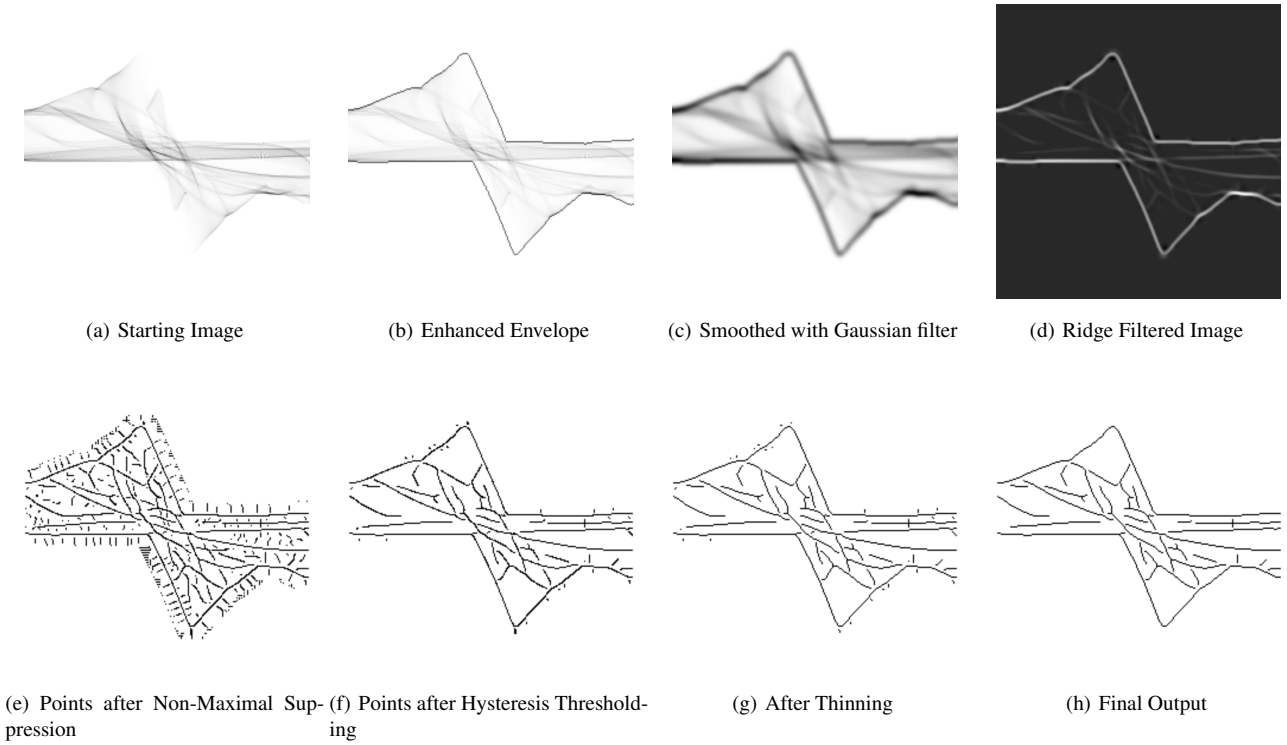 (a) Starting Image
(b) Enhanced Envelope
(c) Smoothed with Gaussian filter
(d) Ridge Filtered Image
(e) Points after Non-Maximal Sup-
pression
(f) Points after Hysteresis Threshold-
ing
(g) After Thinning
(h) Final Output